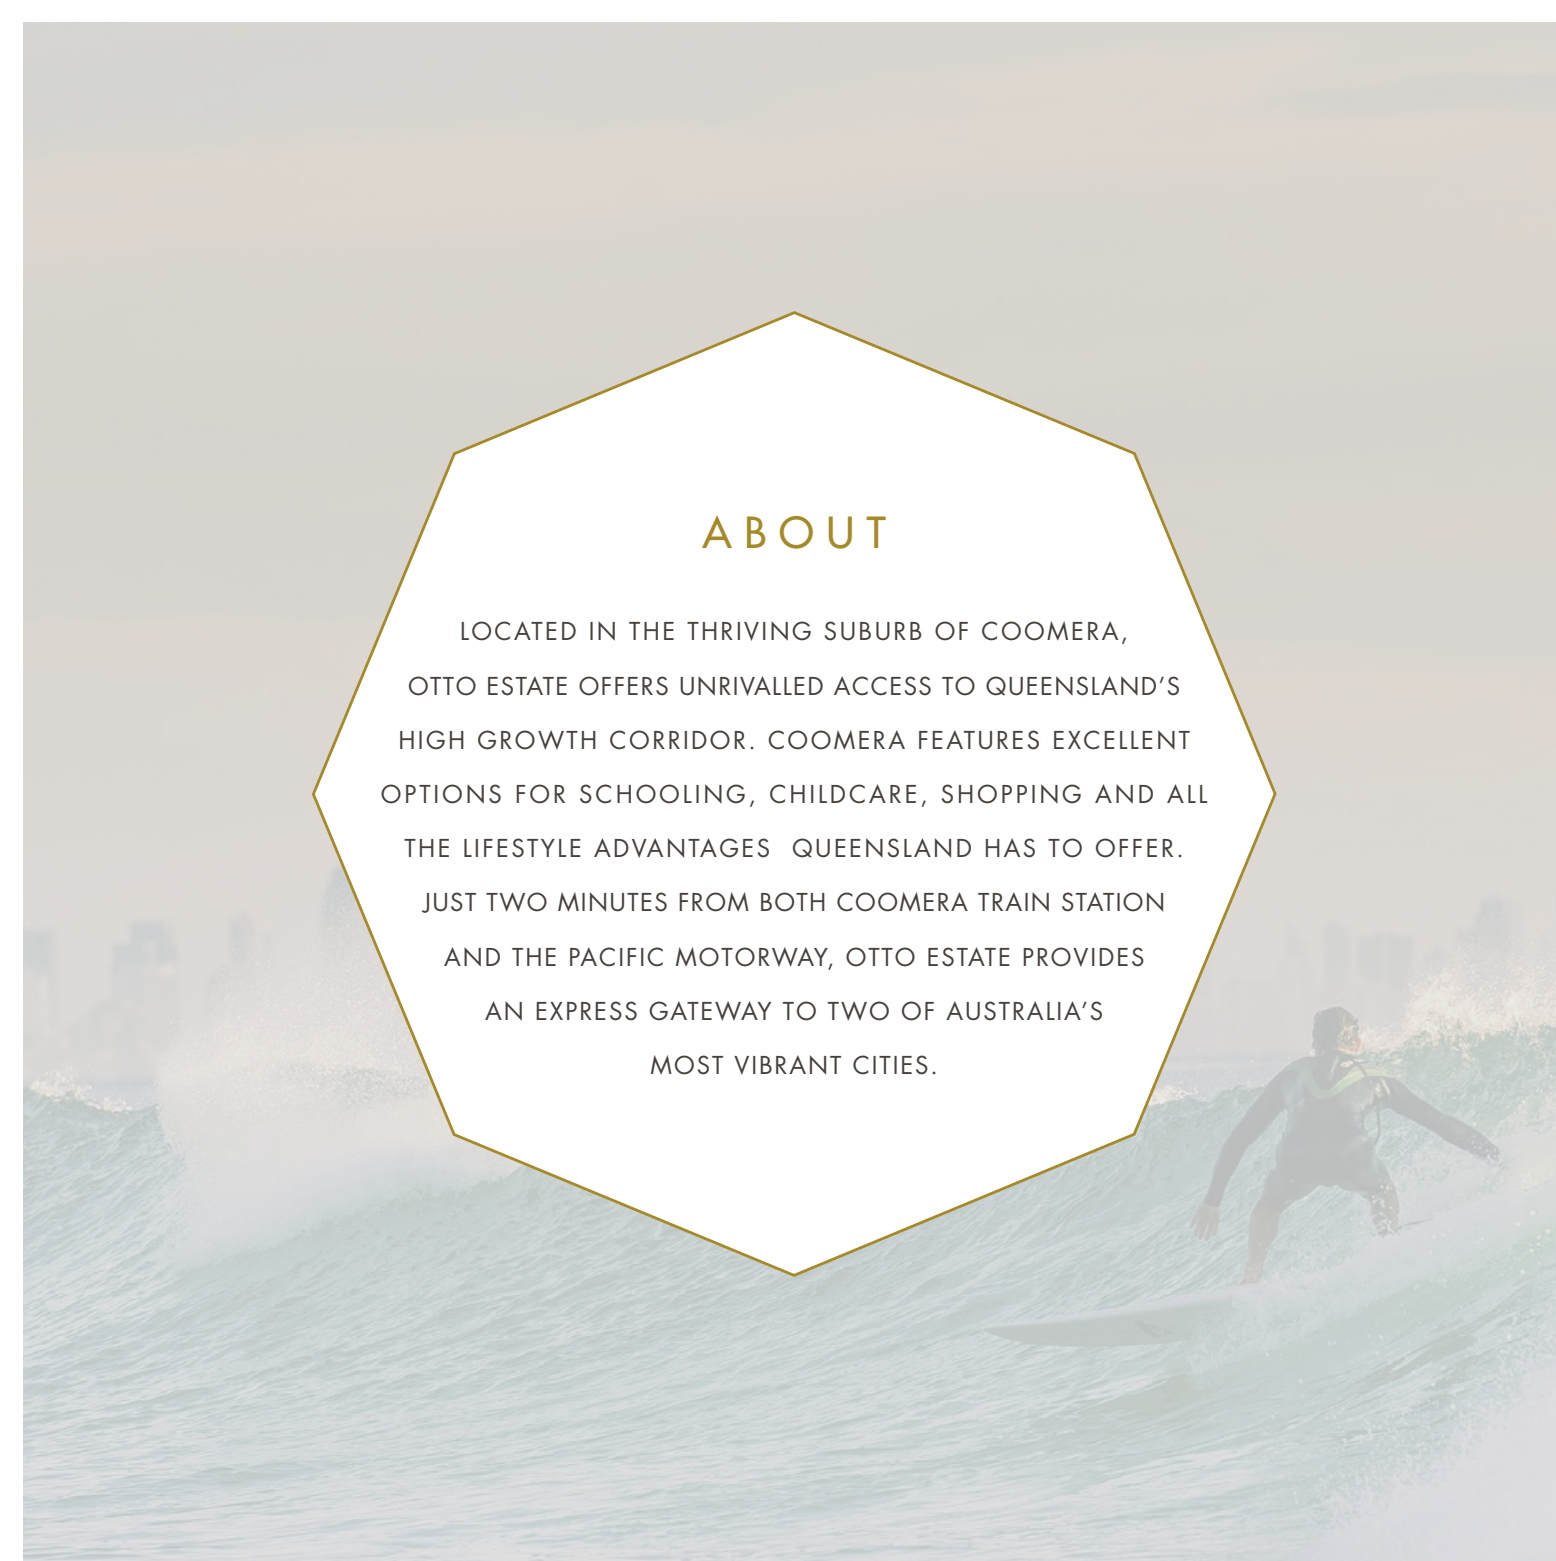 ABOUT
LOCATED IN THE THRIVING SUBURB OF COOMERA,
OTTO ESTATE OFFERS UNRIVALLED ACCESS TO QUEENSLAND’S
HIGH GROWTH CORRIDOR. COOMERA FEATURES EXCELLENT
OPTIONS FOR SCHOOLING, CHILDCARE, SHOPPING AND ALL
THE LIFESTYLE ADVANTAGES  QUEENSLAND HAS TO OFFER.
JUST TWO MINUTES FROM BOTH COOMERA TRAIN STATION
AND THE PACIFIC MOTORWAY, OTTO ESTATE PROVIDES
AN EXPRESS GATEWAY TO TWO OF AUSTRALIA’S
MOST VIBRANT CITIES.